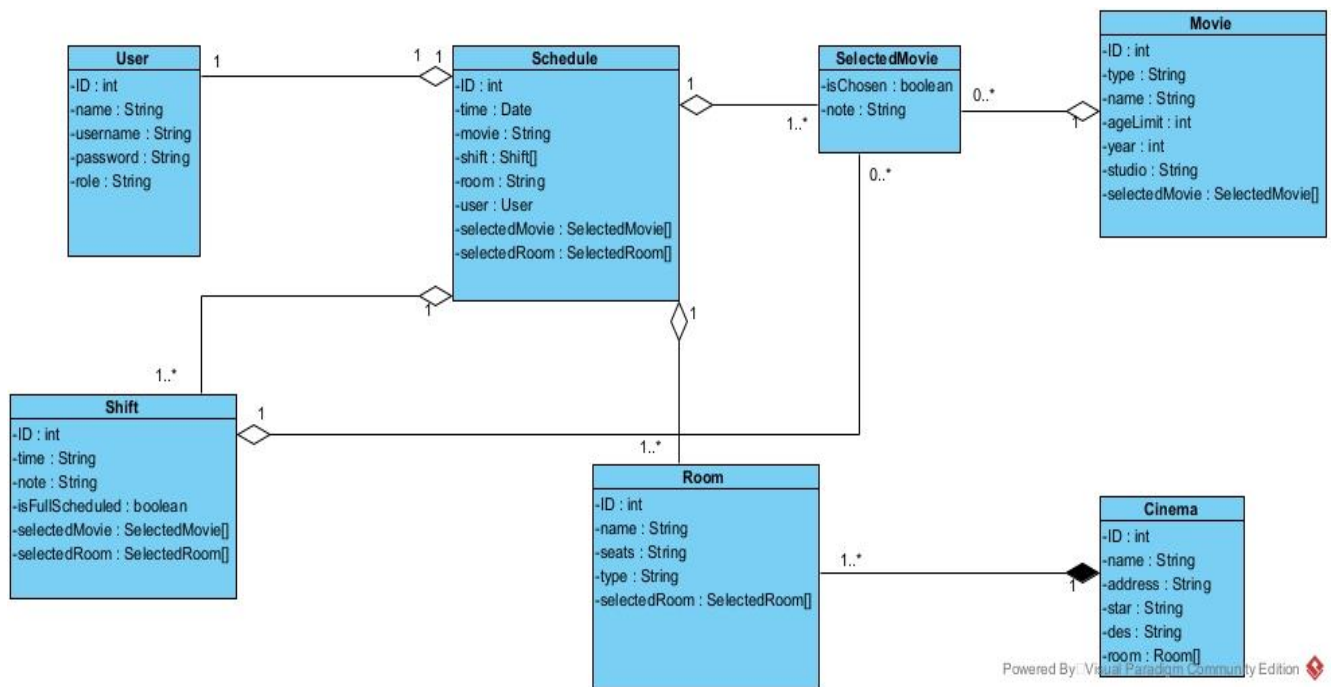 User
-ID : int
-name : String
-username : String
-password : String
-role : String
1
1
1
Schedule
-ID : int
-time : Date
-movie : String
-shift : Shift[]
-room : String
-user : User
-selectedMovie : SelectedMovie[]
-selectedRoom : SelectedRoom[]
1
1..*
SelectedMovie
-isChosen : boolean
-note : String
0..*
1
0..*
Movie
-ID : int
-type : String
-name : String
-ageLimit : int
-year : int
-studio : String
-selectedMovie : SelectedMovie[]
1
1
1..*
Shift
-ID : int
-time : String
-note : String
-isFullScheduled : boolean
-selectedMovie : SelectedMovie[]
-selectedRoom : SelectedRoom[]
1
1..*
Room
-ID : int
-name : String
-seats : String
-type : String
-selectedRoom : SelectedRoom[]
1..*
1
Cinema
-ID : int
-name : String
-address : String
-star : String
-des : String
-room : Room[]
Powered By Visual Paradigm Community Edition